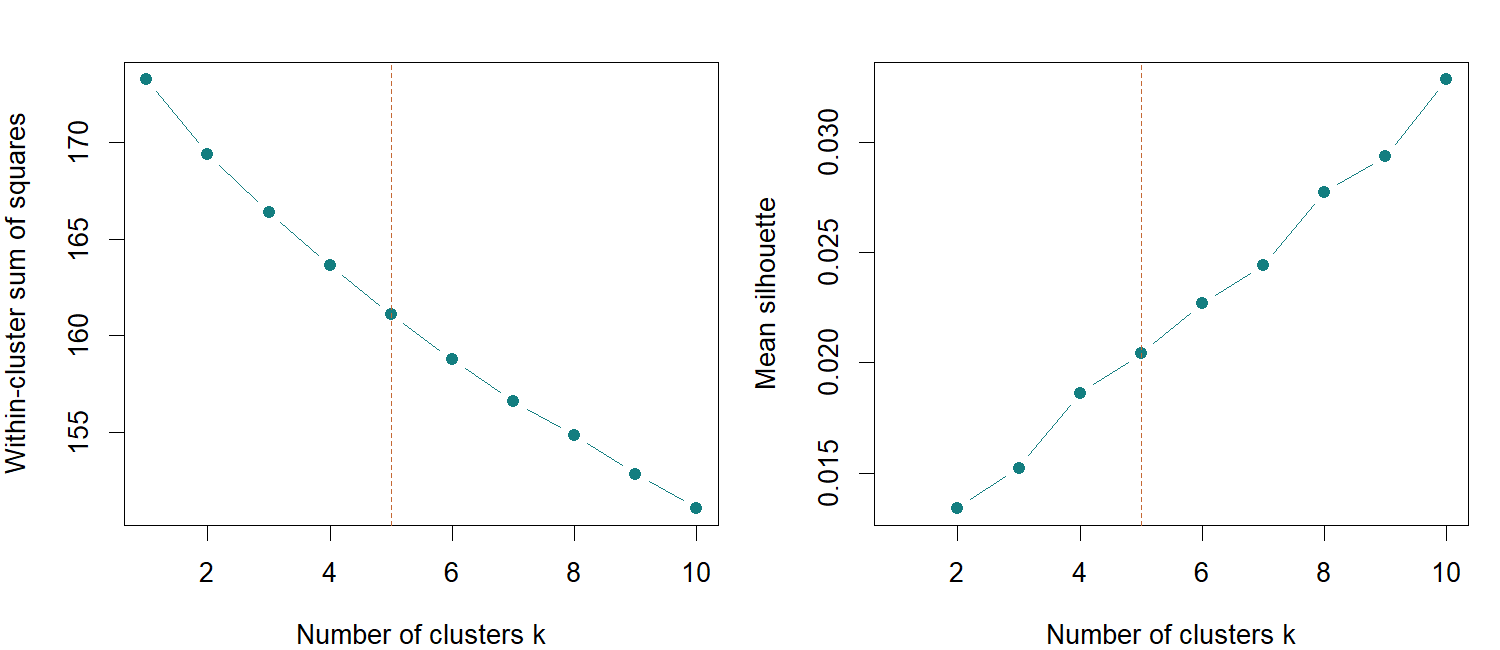 Within-cluster sum of squares
170
165
160
155
2 4 6 8 10
Number of clusters k
Mean silhouette
0.030
0.025
0.020
0.015
2 4 6 8 10
Number of clusters k